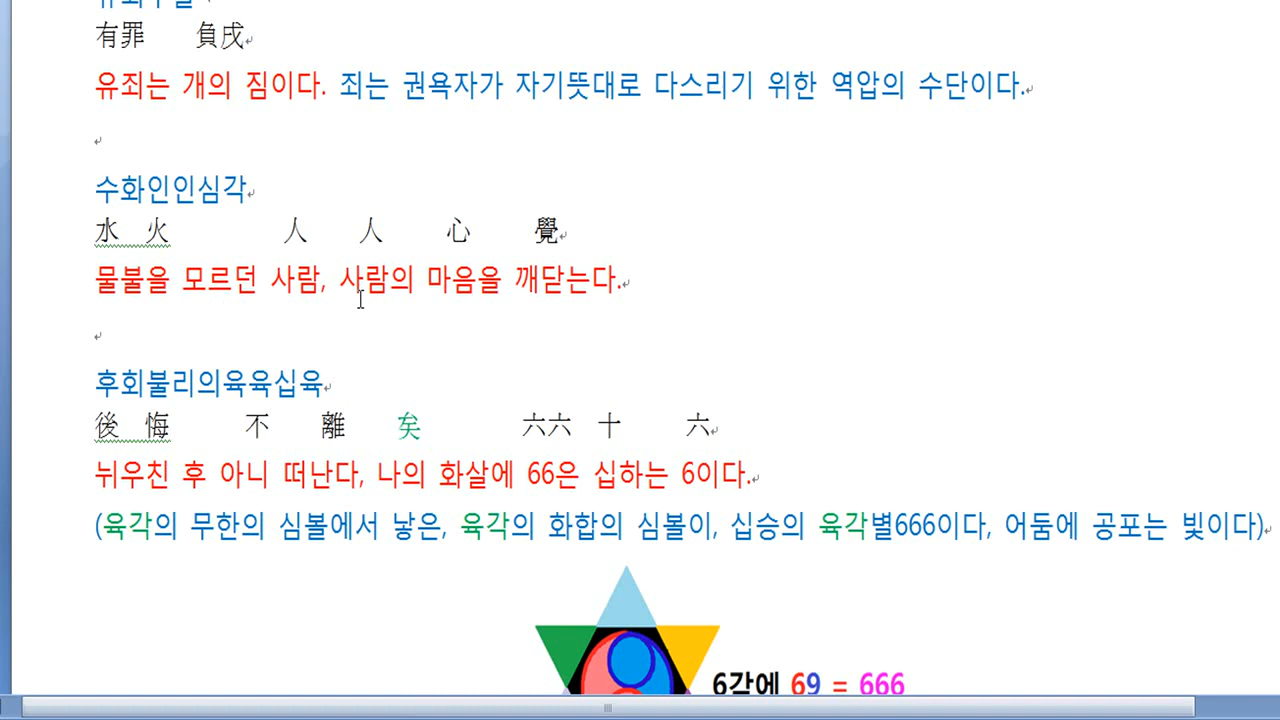 有罪 負戌
유죄는 개의 짐이다. 죄는 권욕자가 자기뜻대로 다스리기 위한 역압의 수단이다.
수화인인심각
水 火 人 人 心 覺
물불을 모르던 사람, 사람의 마음을 깨닫는다.
후회불리의육육십육
後 悔 不 離 矣 六六 十 六
뉘우친 후 아니 떠난다, 나의 화살에 66은 십하는 6이다.
(육각의 무한의 심볼에서 낳은, 육각의 화합의 심볼이, 십승의 육각별666이다, 어둠에 공포는 빛이다)
6각에 69 = 666